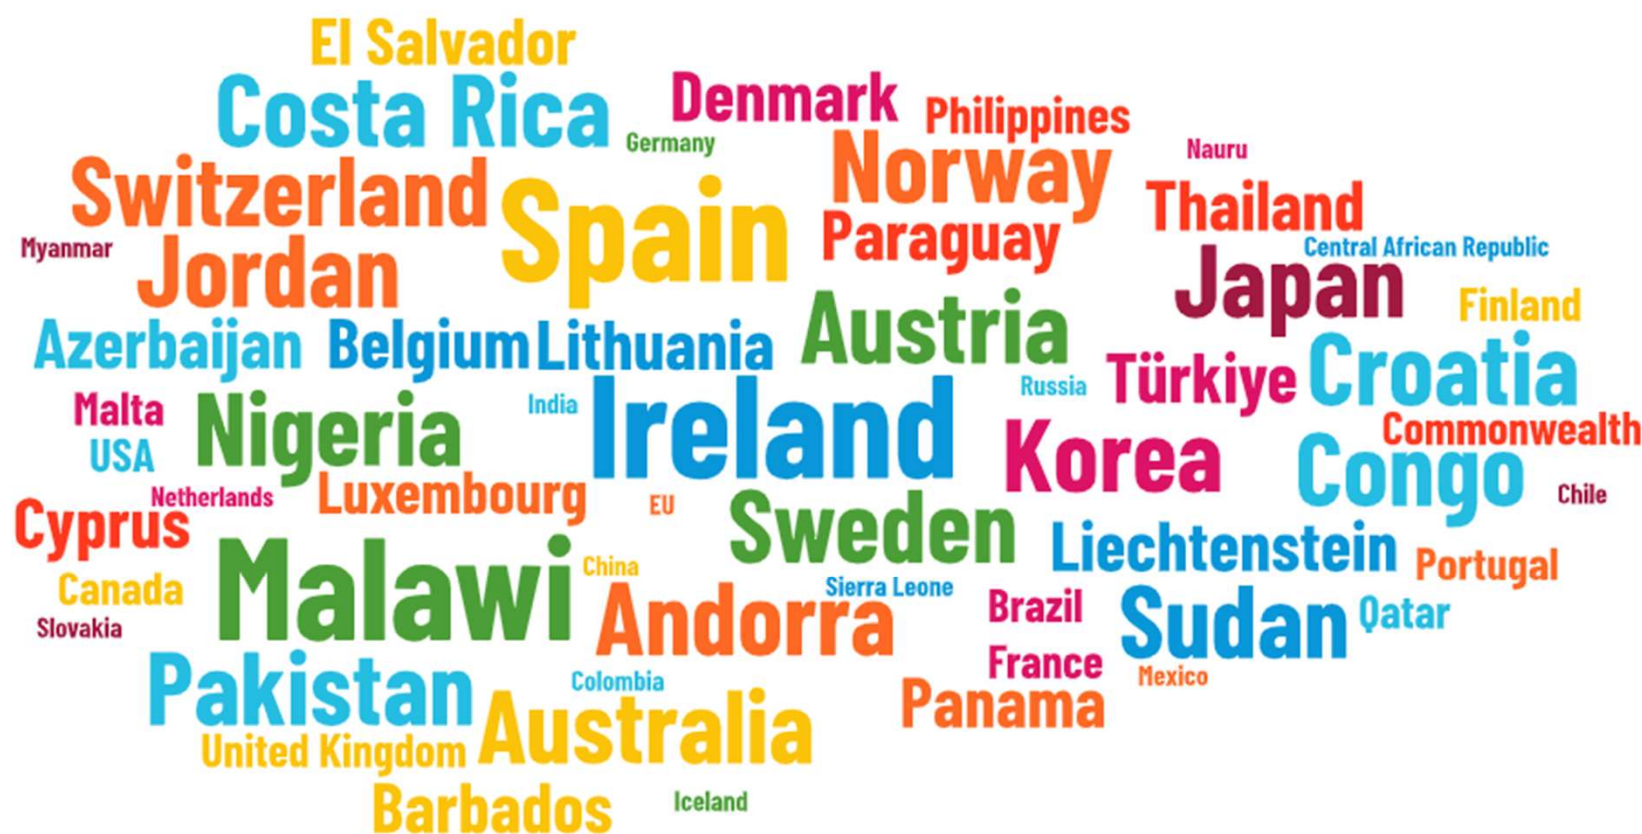 El Salvador
Costa Rica
Denmark
Philippines
Germany
Norway
Nauru
Switzerland
Spain
Thailand
Paraguay
Myanmar
Jordan
Central African Republic
Japan
Finland
Azerbaijan
Belgium
Lithuania
Austria
Russia
Türkiye
Croatia
Malta
Nigeria
India
Ireland
Commonwealth
USA
Korea
Congo
Netherlands
Luxembourg
EU
Chile
Cyprus
Sweden
Liechtenstein
Portugal
Canada
Malawi
China
Sierra Leone
Brazil
Sudan
Qatar
Slovakia
Andorra
France
Mexico
Pakistan
Colombia
Panama
United Kingdom
Australia
Barbados
Iceland